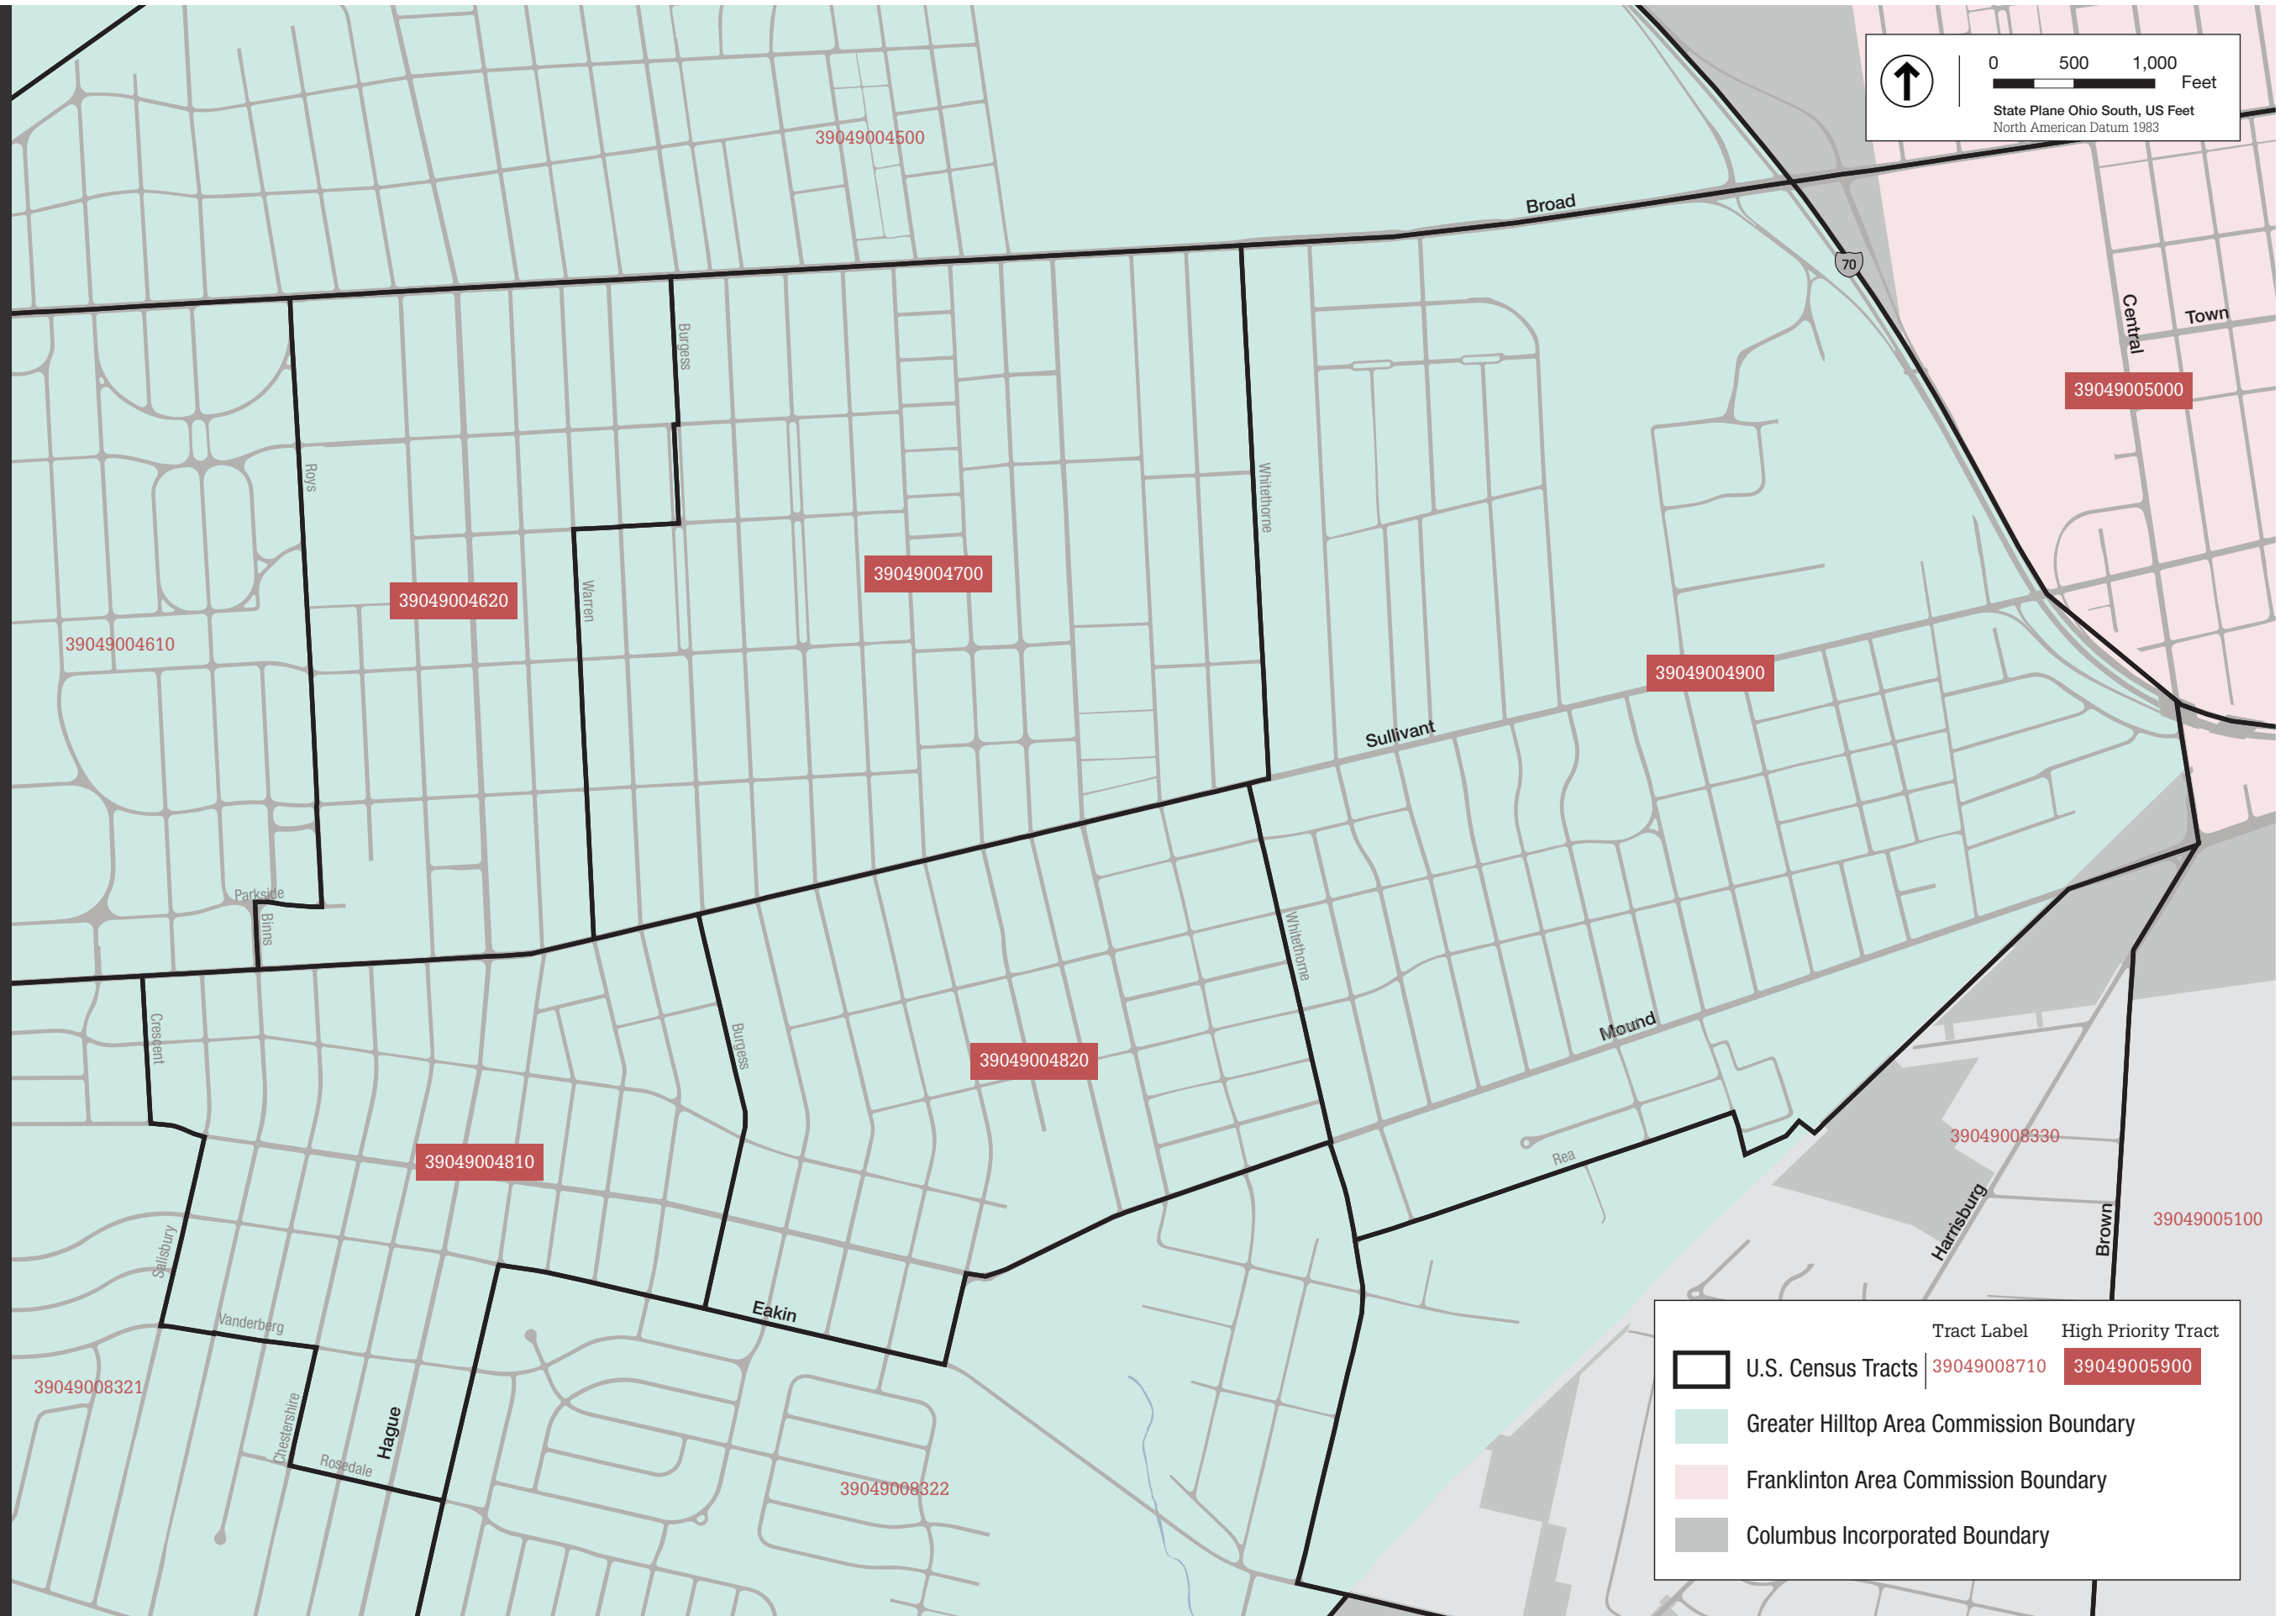 0 500 1,000
Feet
State Plane Ohio South, US Feet
North American Datum 1983
39049004500
Broad
70
Central
Town
Burgess
39049005000
Roys
Whitethorne
39049004700
39049004620
Warren
39049004610
39049004900
Sullivant
Parkside
Binns
Whitethorne
Crescent
Burgess
Mound
39049004820
39049008330
39049004810
Rea
Harrisburg
Brown
39049005100
Salisbury
Vanderberg
Eakin
39049008321
Chestershire
Hague
Rosedale
39049008322
Tract Label High Priority Tract
U.S. Census Tracts 39049008710 39049005900
Greater Hilltop Area Commission Boundary
Franklinton Area Commission Boundary
Columbus Incorporated Boundary